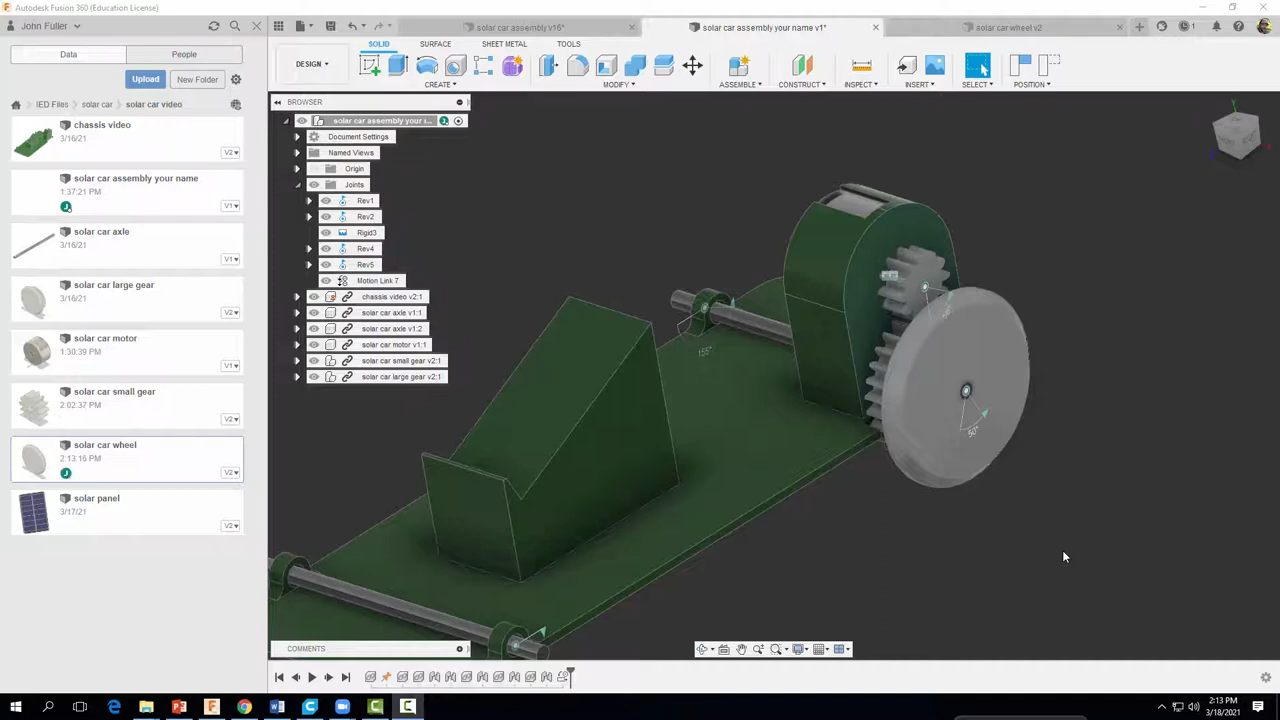 Autodesk Fusion 360 (Education License)
John Fuller
solar car assembly v16*
solar car assembly your name v1*
solar car wheel v2
1
Data
People
SOLID
SURFACE
SHEET METAL
TOOLS
Upload
New Folder
DESIGN
CREATE
MODIFY
ASSEMBLE
CONSTRUCT
INSPECT
INSERT
SELECT
POSITION
IED Files
solar car
solar car video
BROWSER
chassis video
3/16/21
V2
solar car assembly your ...
Document Settings
Named Views
Origin
Joints
solar car assembly your name
1:37:21 PM
V1
Rev1
Rev2
Rigid3
Rev4
Rev5
Motion Link 7
solar car axle
3/16/21
V1
solar car large gear
3/16/21
V2
chassis video v2:1
solar car axle v1:1
solar car axle v1:2
solar car motor v1:1
solar car small gear v2:1
solar car large gear v2:1
solar car motor
1:30:39 PM
V1
solar car small gear
2:02:37 PM
V2
solar car wheel
2:13:16 PM
V2
solar panel
3/17/21
V2
155°
50°
COMMENTS
2:13 PM
3/18/2021